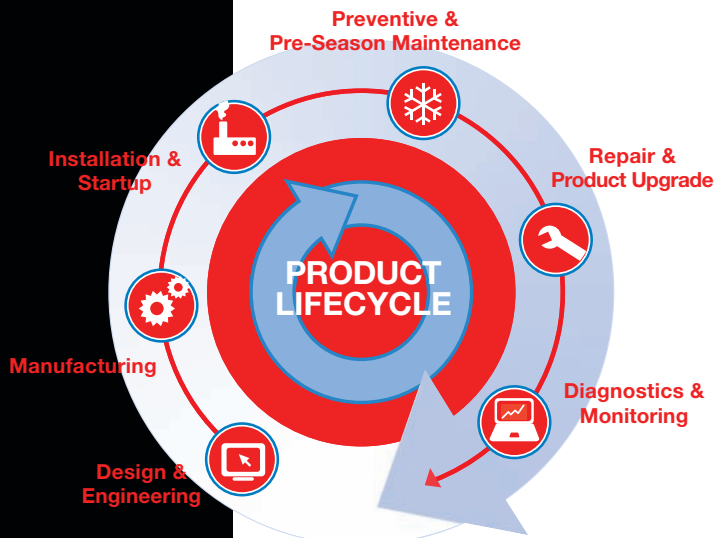 Preventive &
Pre-Season Maintenance
Installation &
Startup
Repair &
Product Upgrade
PRODUCT
LIFECYCLE
Manufacturing
Diagnostics &
Monitoring
Design &
Engineering